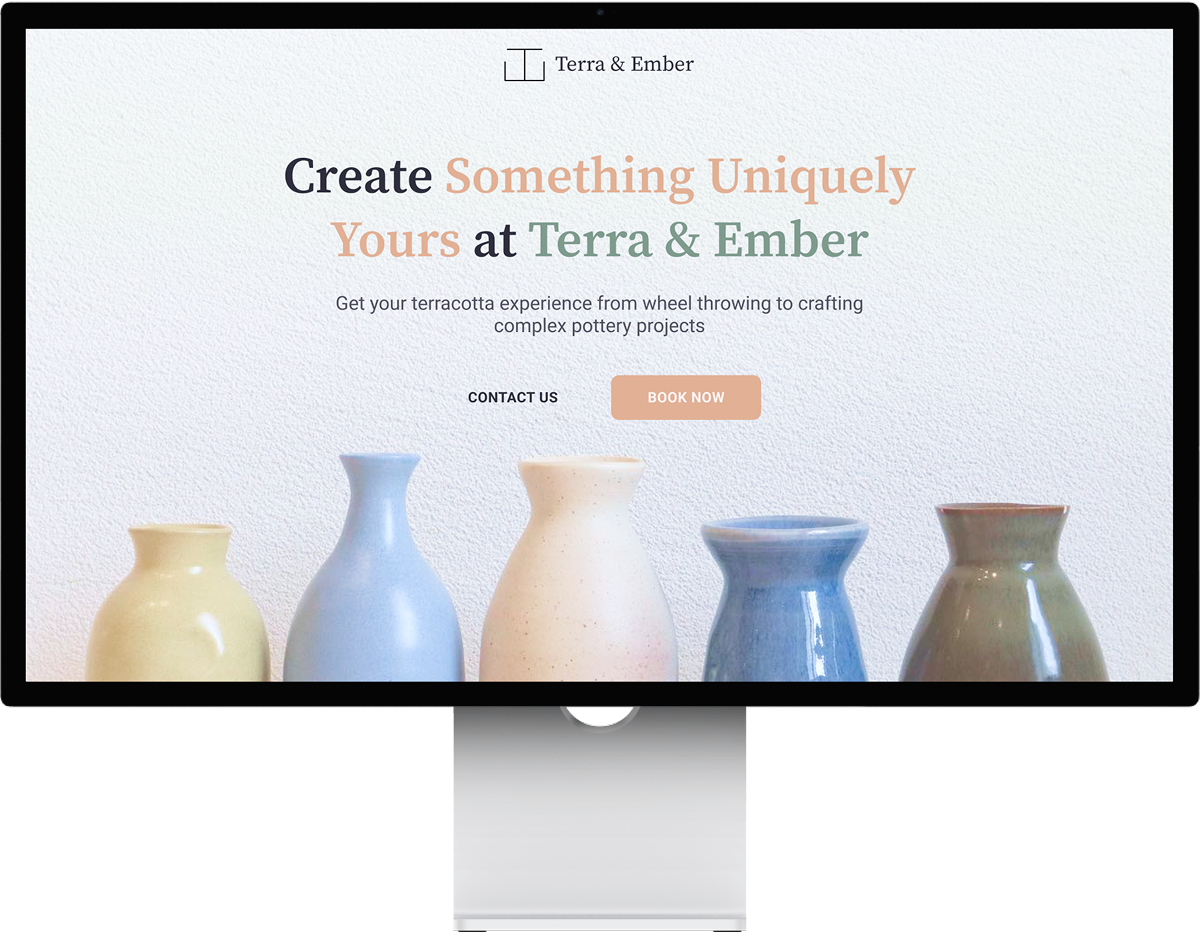 Terra & Ember
Create Something Uniquely
Yours at Terra & Ember
Get your terracotta experience from wheel throwing to crafting
complex pottery projects
CONTACT US
BOOK NOW